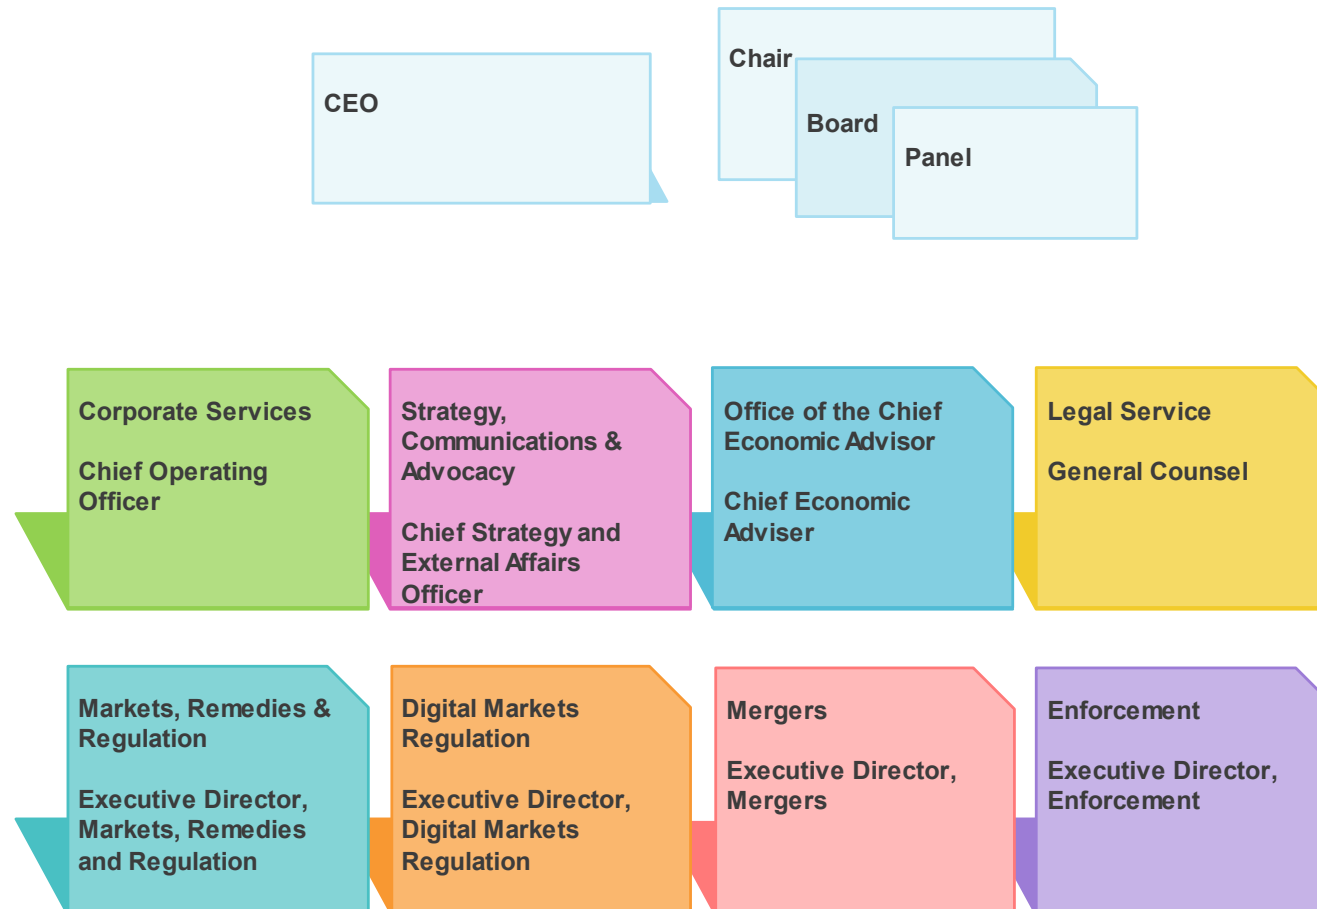 CEO
Chair
Board
Panel
Corporate Services
Chief Operating
Officer
Strategy,
Communications &
Advocacy
Chief Strategy and
External Affairs
Officer
Office of the Chief
Economic Advisor
Chief Economic
Adviser
Legal Service
General Counsel
Markets, Remedies &
Regulation
Executive Director,
Markets, Remedies
and Regulation
Digital Markets
Regulation
Executive Director,
Digital Markets
Regulation
Mergers
Executive Director,
Mergers
Enforcement
Executive Director,
Enforcement